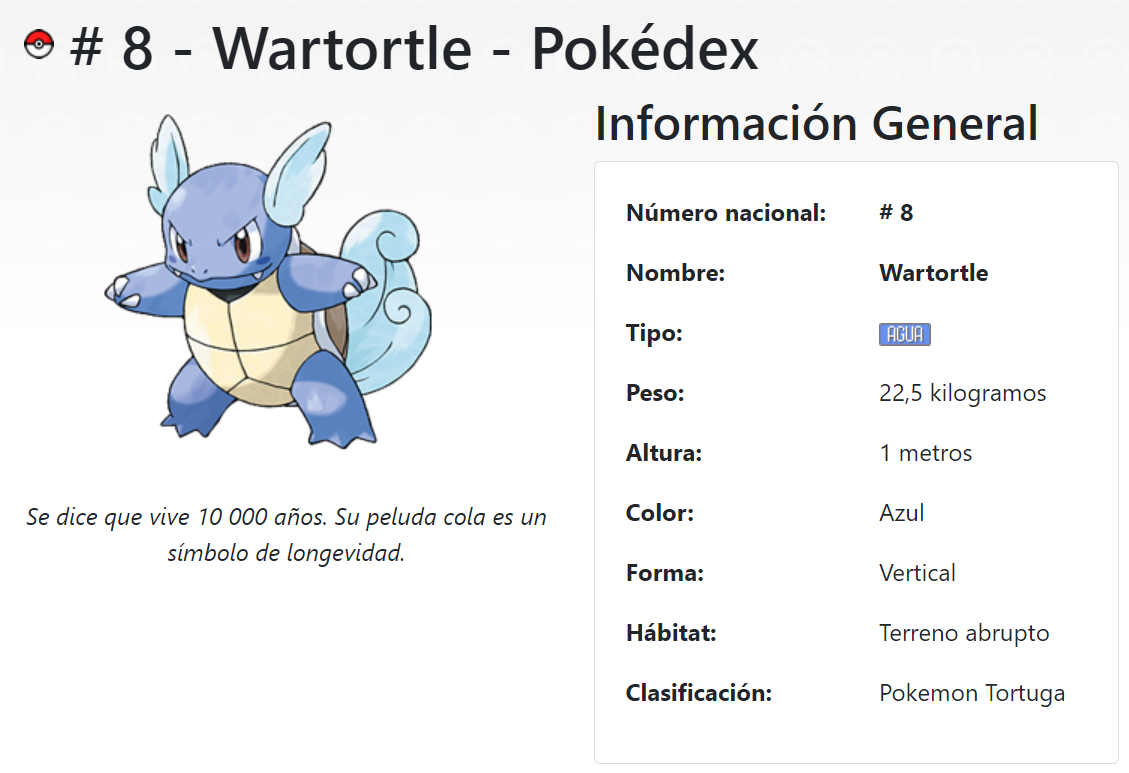 # 8 - Wartortle - Pokédex
Se dice que vive 10 000 años. Su peluda cola es un
símbolo de longevidad.
Información General
Número nacional: # 8
Nombre: Wartortle
Tipo: AGUA
Peso: 22,5 kilogramos
Altura: 1 metros
Color: Azul
Forma: Vertical
Hábitat: Terreno abrupto
Clasificación: Pokemon Tortuga